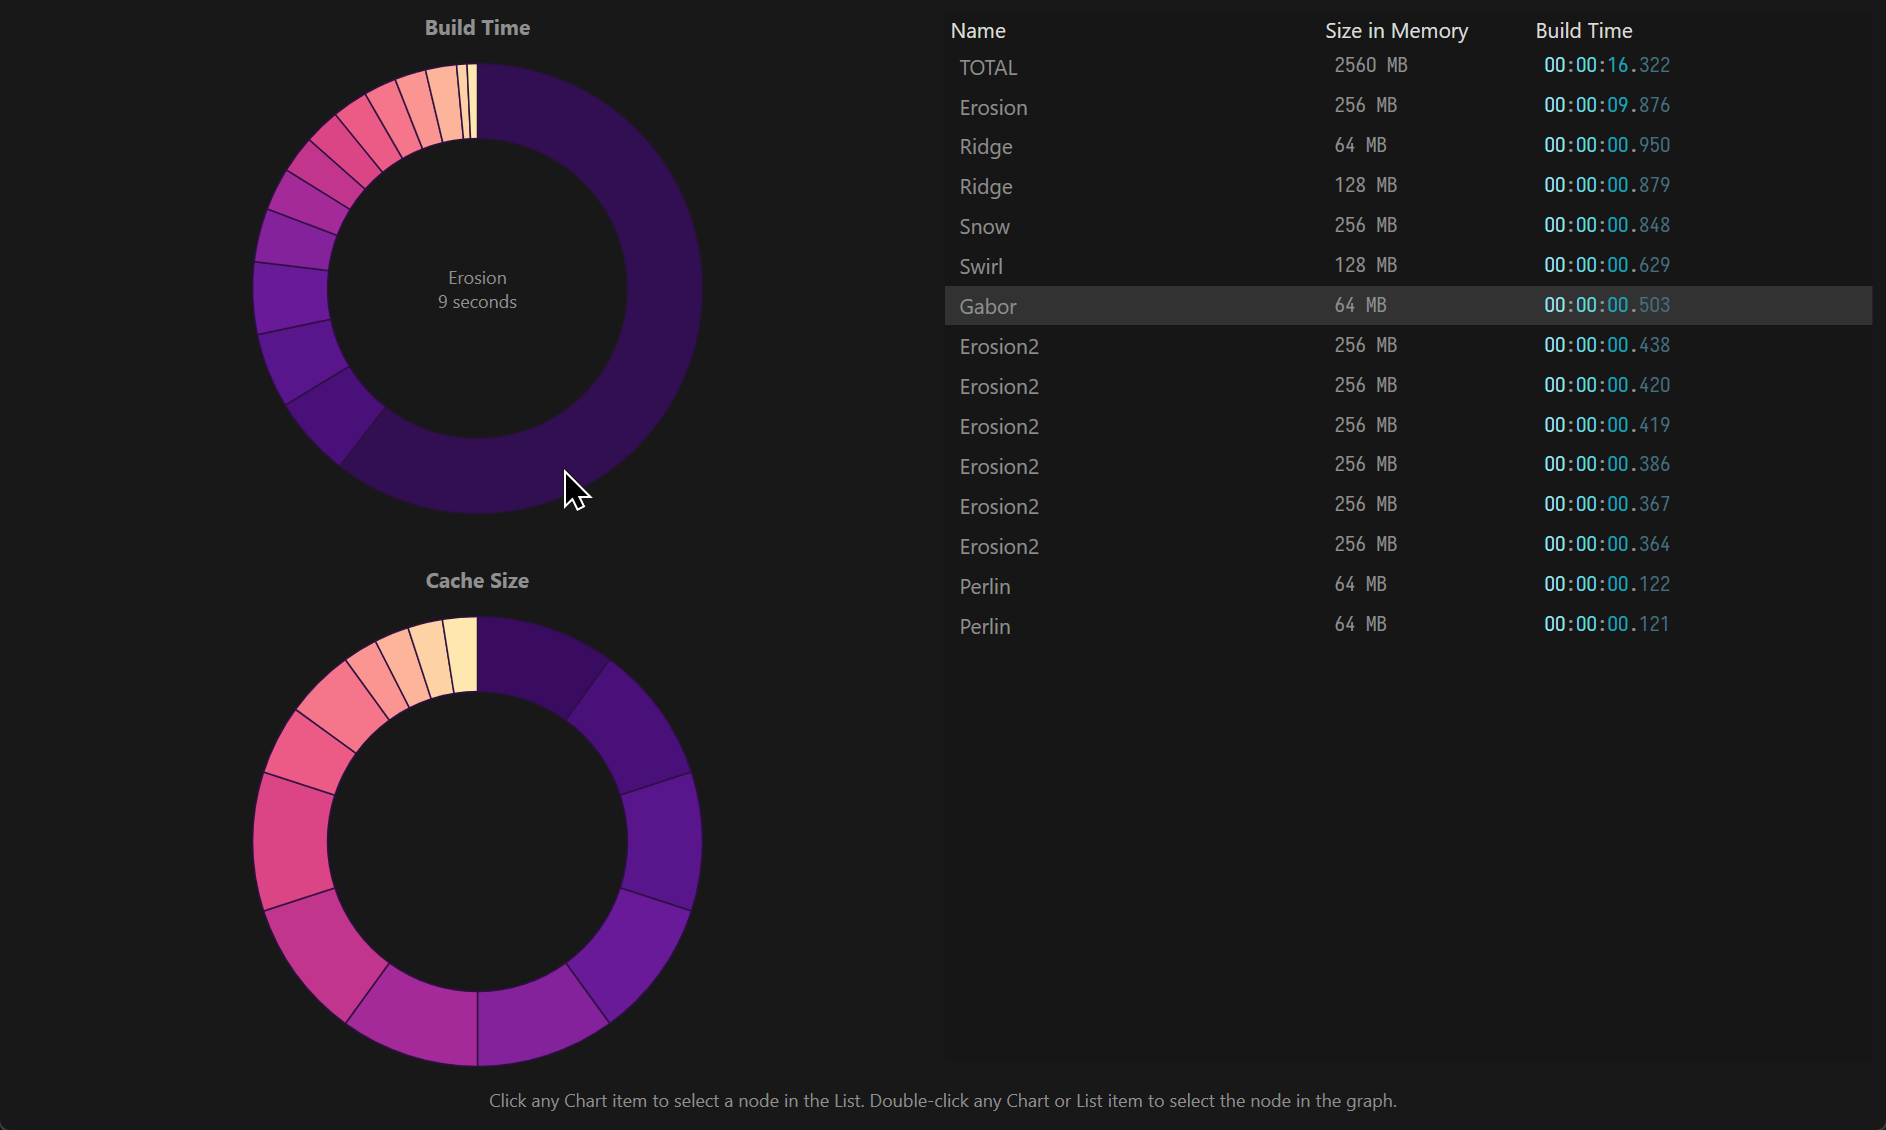 Build Time
Erosion
9 seconds
Cache Size
Name Size in Memory Build Time
TOTAL 2560 MB 00:00:16.322
Erosion 256 MB 00:00:09.876
Ridge 64 MB 00:00:00.950
Ridge 128 MB 00:00:00.879
Snow 256 MB 00:00:00.848
Swirl 128 MB 00:00:00.629
Gabor 64 MB 00:00:00.503
Erosion2 256 MB 00:00:00.438
Erosion2 256 MB 00:00:00.420
Erosion2 256 MB 00:00:00.419
Erosion2 256 MB 00:00:00.386
Erosion2 256 MB 00:00:00.367
Erosion2 256 MB 00:00:00.364
Perlin 64 MB 00:00:00.122
Perlin 64 MB 00:00:00.121
Click any Chart item to select a node in the List. Double-click any Chart or List item to select the node in the graph.